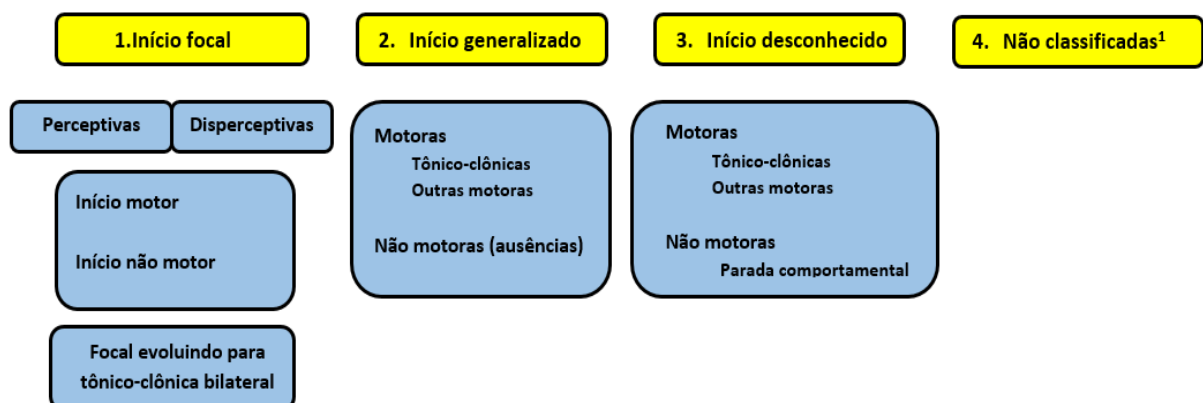 1.Início focal
2. Início generalizado
3. Início desconhecido
4. Não classificadas¹
Perceptivas
Disperceptivas
Início motor
Início não motor
Focal evoluindo para
tônico-clônica bilateral
Motoras
Tônico-clônicas
Outras motoras
Não motoras (ausências)
Motoras
Tônico-clônicas
Outras motoras
Não motoras
Parada comportamental